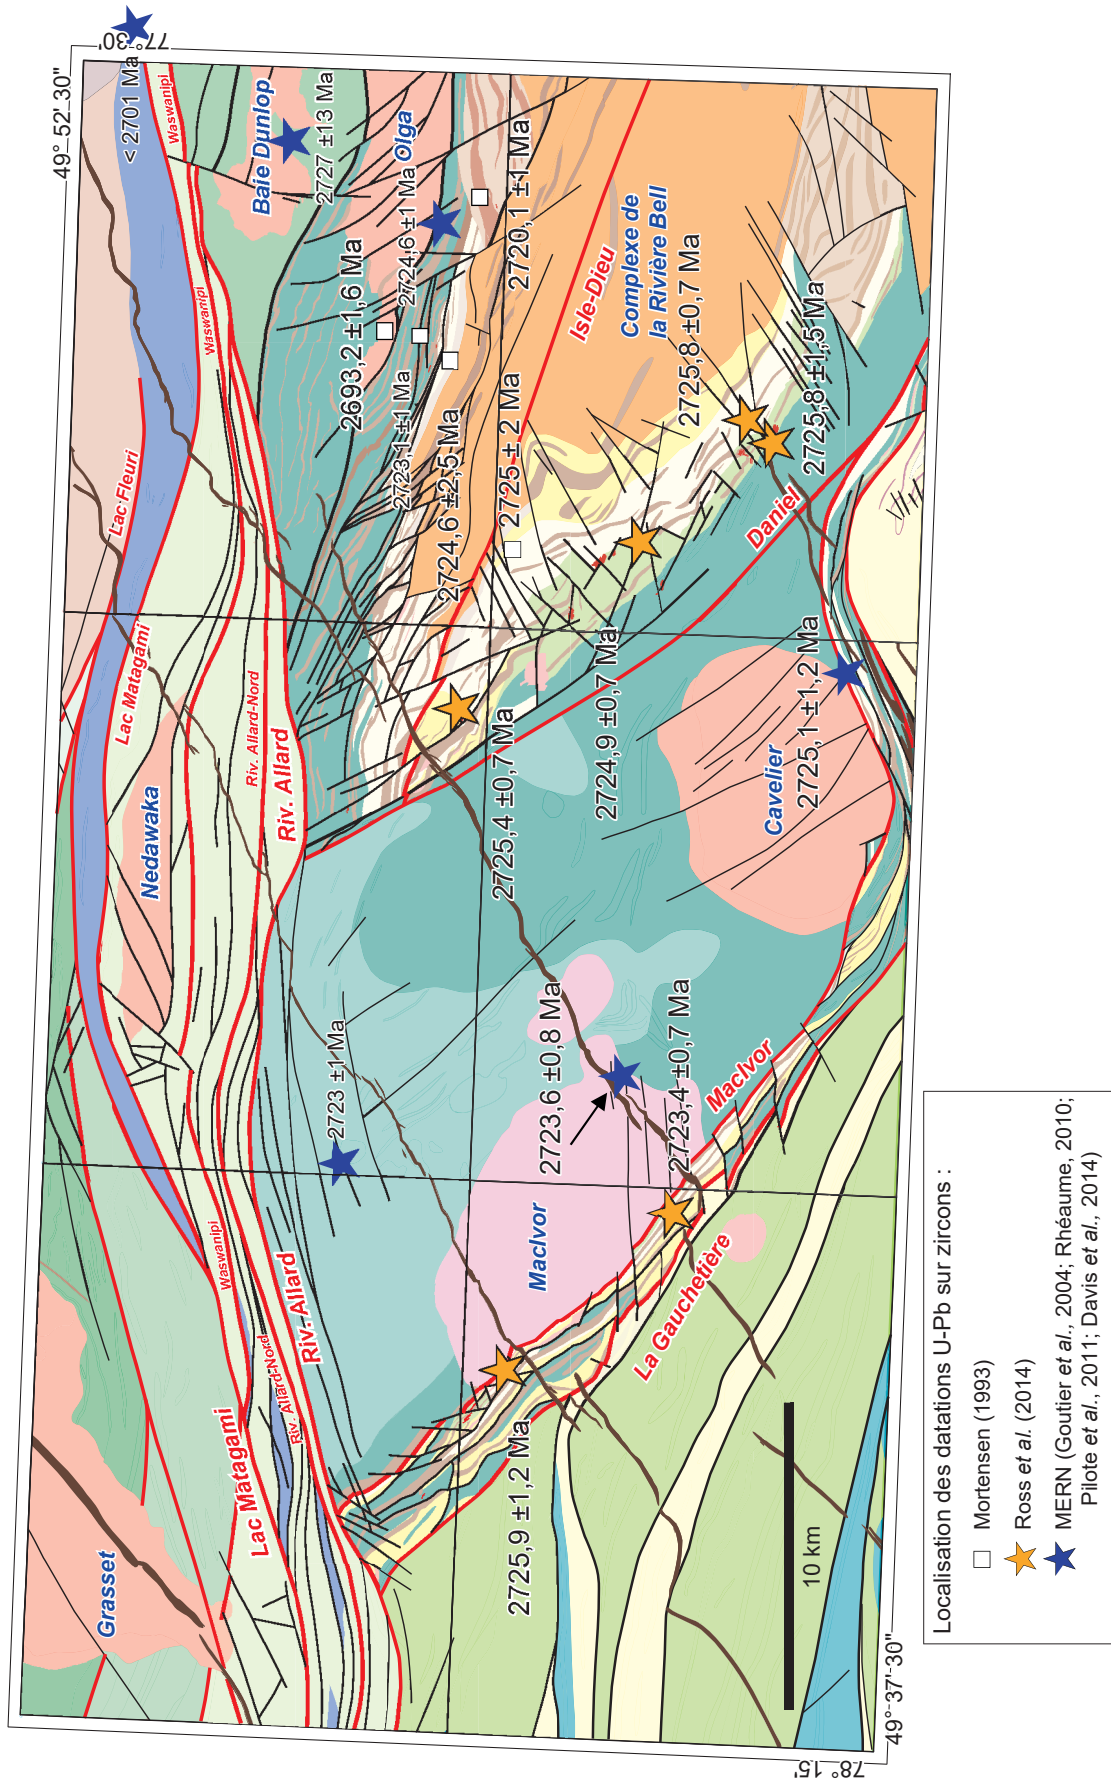 49° 52' 30"
77° 30'
< 2701 Ma
Waswanipi
Baie Dunlop
2727 ±13 Ma
Olga
2724,6 ±1 Ma
2720,1 ±1 Ma
Isle-Dieu
Complexe de
la Rivière Bell
2693,2 ±1,6 Ma
2723,1 ±1 Ma
2724,6 ±2,5 Ma
2725 ± 2 Ma
2725,8 ±0,7 Ma
2725,8 ±1,5 Ma
Daniel
Waswanipi
Lac Fleuri
Lac Matagami
Nedawaka
Riv. Allard-Nord
Riv. Allard
2725,4 ±0,7 Ma
2724,9 ±0,7 Ma
2725,1 ±1,2 Ma
Cavelier
2723 ±1 Ma
2723,6 ±0,8 Ma
2723,4 ±0,7 Ma
MacIvor
MacIvor
La Gauchetière
Waswanipi
Riv. Allard
Riv. Allard-Nord
Lac Matagami
2725,9 ±1,2 Ma
Grasset
10 km
49° 37' 30"
78° 15'
Localisation des datations U-Pb sur zircons :
Mortensen (1993)
Ross et al. (2014)
MERN (Goutier et al., 2004; Rhéaume, 2010;
Pilote et al., 2011; Davis et al., 2014)